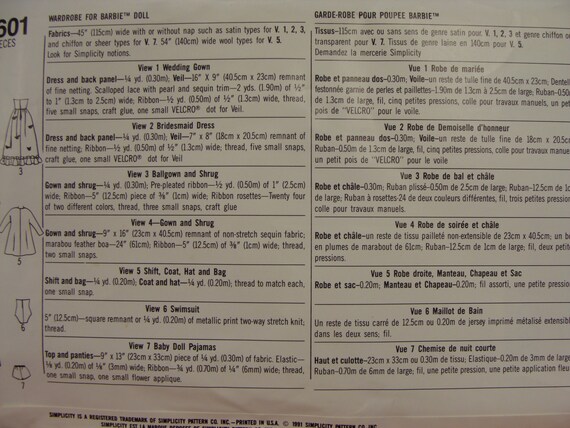 601
ECES
3
5
6
7
WARDROBE FOR BARBIE™ DOLL
Fabrics—45" (115cm) wide with or without nap such as satin types for V. 1, 2, 3,
and chiffon or sheer types for V. 7. 54" (140cm) wide wool types for V. 5.
Look for Simplicity notions.
View 1 Wedding Gown
Dress and back panel—¼ yd. (0.30m), Veil—16" X 9" (40.5cm x 23cm) remnant
of fine netting. Scalloped lace with pearl and sequin trim—2 yds. (1.90m) of ½"
to 1" (1.3cm to 2.5cm) wide; Ribbon—½ yd. (0.50m) of ½" (1.3cm) wide, thread,
five small snaps, craft glue, one small VELCRO® dot for Veil.
View 2 Bridesmaid Dress
Dress and back panel—¼ yd. (0.30m) Veil—7" x 8" (18cm x 20.5cm) remnant of
fine netting; Ribbon—½ yd. (0.50m) of ½" (1.3cm) wide; thread, five small snaps,
craft glue, one small VELCRO® dot for Veil
View 3 Ballgown and Shrug
Gown and shrug—¼ yd. (0.30m); Pre-pleated ribbon—½ yd. (0.50m) of 1" (2.5cm)
wide; Ribbon—5" (12.5cm) piece of ⅜" (1cm) wide; Ribbon rosettes—Twenty four
of two different colors, thread, three small snaps, craft glue
View 4—Gown and Shrug
Gown and shrug—9" x 16" (23cm x 40.5cm) remnant of non-stretch sequin fabric;
marabou feather boa—24" (61cm); Ribbon—5" (12.5cm) of ⅜" (1cm) wide; thread,
two small snaps.
View 5 Shift, Coat, Hat and Bag
Shift and bag—¼ yd. (0.20m); Coat and hat—¼ yd. (0.20m); thread to match each,
one small snap.
View 6 Swimsuit
5" (12.5cm)—square remnant or ¼ yd. (0.20m) of metallic print two-way stretch knit;
thread.
View 7 Baby Doll Pajamas
Top and panties—9" x 13" (23cm x 33cm) piece of ¼ yd. (0.30m) of fabric. Elastic—
⅛ yd. (0.20m) of ⅛" (3mm) wide; Ribbon—¾ yd. (0.70m) of ¼" (6mm) wide; thread,
one small snap, one small flower applique.
GARDE-ROBE POUR POUPEE BARBIE™
Tissus—115cm avec ou sans sens de genre satin pour V. 1, 2, 3 et genre chiffon or
transparent pour V. 7. Tissus de genre laine en 140cm pour V. 5.
Demandez la mercerie Simplicity
Vue 1 Robe de mariée
Robe et panneau dos—0.30m; Voile—un reste de tulle fine de 40.5cm x 23cm; Dentel
festonnée garnie de perles et paillettes-1.90m de 1.3cm à 2.5cm de large; Ruban-0.50
de 1.3cm de large, fil, cinq petites pressions, colle pour travaux manuels, un pet
pois de "VELCRO" pour le voile.
Vue 2 Robe de Demoiselle d'honneur
Robe et panneau dos—0.30m; Voile—un reste de tulle fine de 18cm x 20.5c
Ruban-0.50m de 1.3cm de large, fil, cinq petites pressions, colle pour travaux manue
un petit pois de "VELCRO" pour le voile
Vue 3 Robe de bal et châle
Robe et châle—0.30m; Ruban plissé—0.50m de 2.5cm de large; Ruban-12.5cm de 1c
de large, Ruban à rosettes-24 de deux couleurs différentes, fil, trois petites pression
colle pour travaux manuels.
Vue 4 Robe de soirée et châle
Robe et châle—un reste de tissu pailleté non-extensible de 23cm x 40.5cm; un bo
en plumes de marabout de 61cm; Ruban-12.5cm de 1cm de large; fil, deux petite
pressions.
Vue 5 Robe droite, Manteau, Chapeau et Sac
Robe et sac—0.20m; Manteau et Chapeau—0.20m; fil assorti, une petite pression
Vue 6 Maillot de Bain
Un reste de tissu carré de 12.5cm ou 0.20m de jersey imprimé métalisé extensible
dans les deux sens, fil.
Vue 7 Chemise de nuit courte
Haut et culotte—23cm x 33cm ou 0.30m de tissu; Elastique—0.20m de 3mm de large
Ruban-0.70m de 6mm de large; fil, une petite pression, une petite application fleur
SIMPLICITY IS A REGISTERED TRADEMARK OF SIMPLICITY PATTERN CO. INC.—PRINTED IN U.S.A. © 1991 SIMPLICITY PATTERN CO. INC.